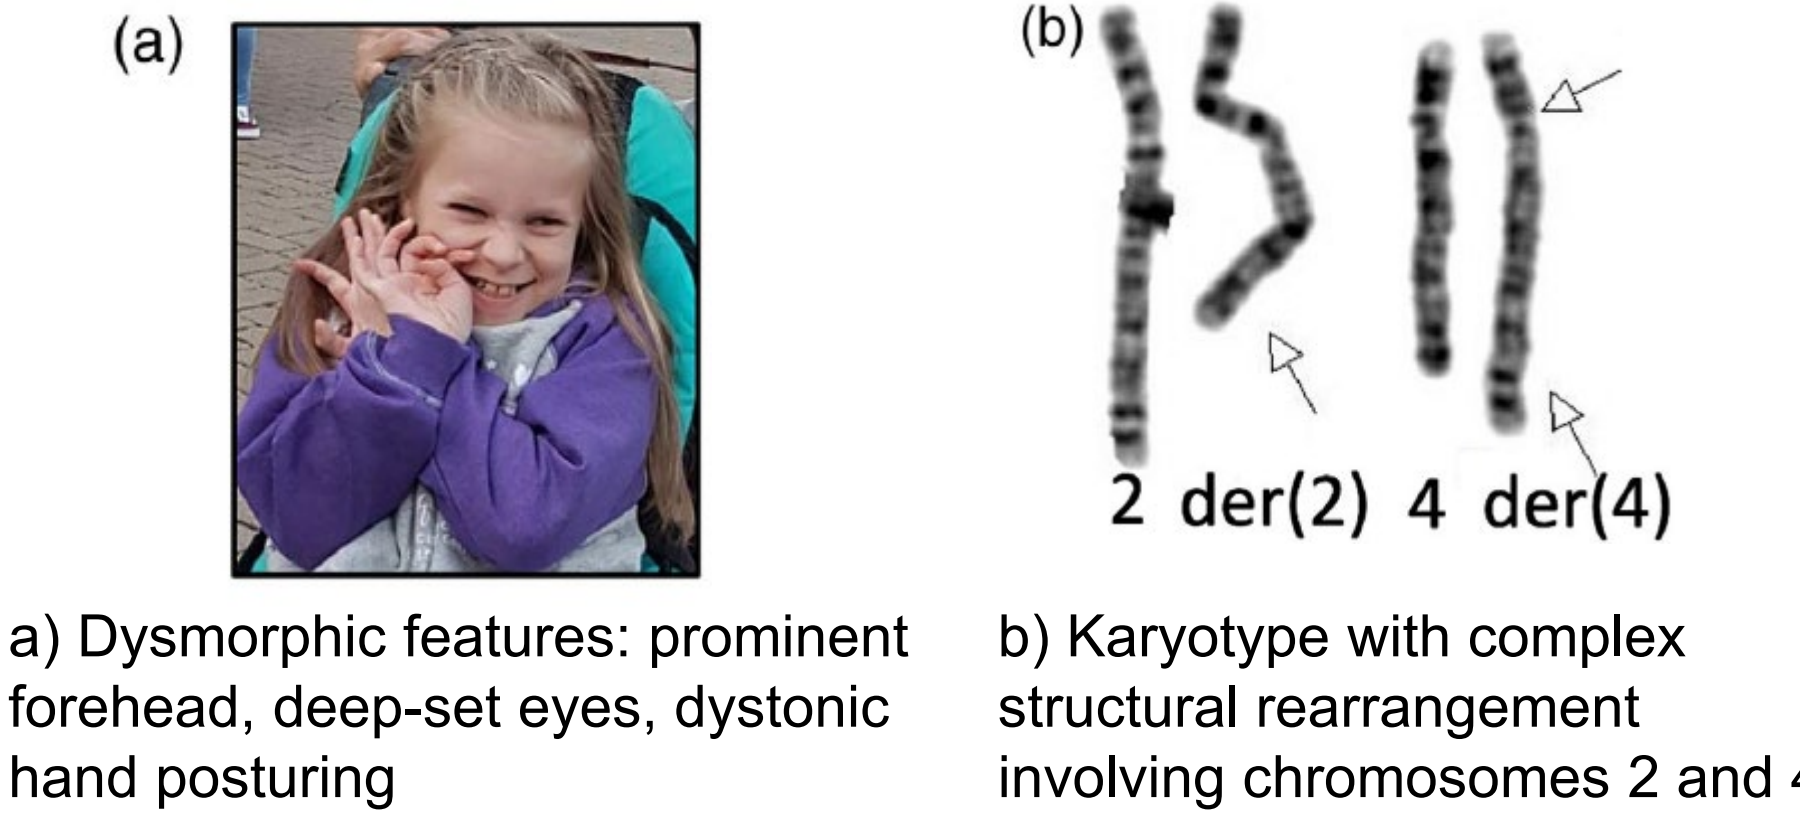 (a)
(b)
2 der(2) 4 der(4)
a) Dysmorphic features: prominent
forehead, deep-set eyes, dystonic
hand posturing
b) Karyotype with complex
structural rearrangement
involving chromosomes 2 and 4